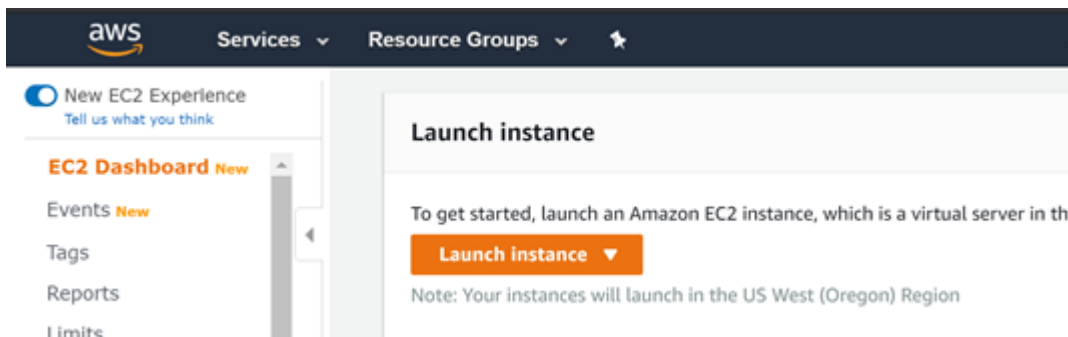 aws Services Resource Groups
New EC2 Experience
Tell us what you think
EC2 Dashboard New
Events New
Tags
Reports
Limits
Launch instance
To get started, launch an Amazon EC2 instance, which is a virtual server in th
Launch instance
Note: Your instances will launch in the US West (Oregon) Region